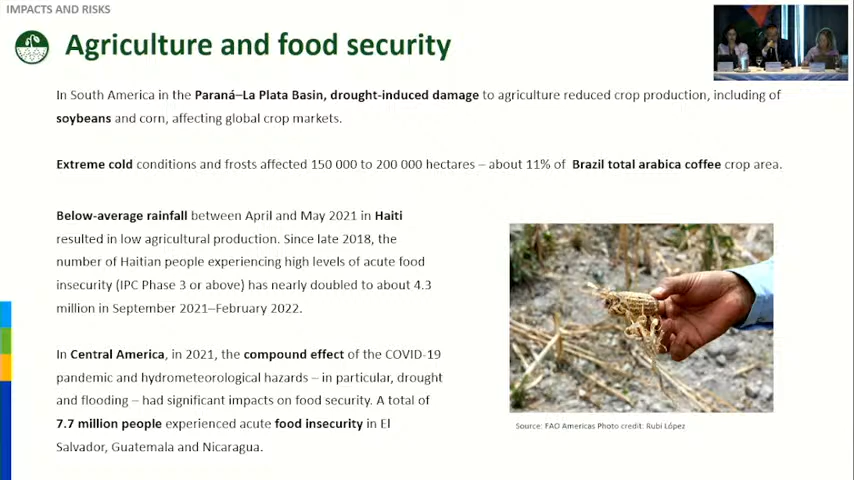 IMPACTS AND RISKS
Agriculture and food security
In South America in the Paraná–La Plata Basin, drought-induced damage to agriculture reduced crop production, including of
soybeans and corn, affecting global crop markets.
Extreme cold conditions and frosts affected 150 000 to 200 000 hectares – about 11% of Brazil total arabica coffee crop area.
Below-average rainfall between April and May 2021 in Haiti
resulted in low agricultural production. Since late 2018, the
number of Haitian people experiencing high levels of acute food
insecurity (IPC Phase 3 or above) has nearly doubled to about 4.3
million in September 2021–February 2022.
In Central America, in 2021, the compound effect of the COVID-19
pandemic and hydrometeorological hazards – in particular, drought
and flooding – had significant impacts on food security. A total of
7.7 million people experienced acute food insecurity in El
Salvador, Guatemala and Nicaragua.
Source: FAO Americas Photo credit: Rubi López